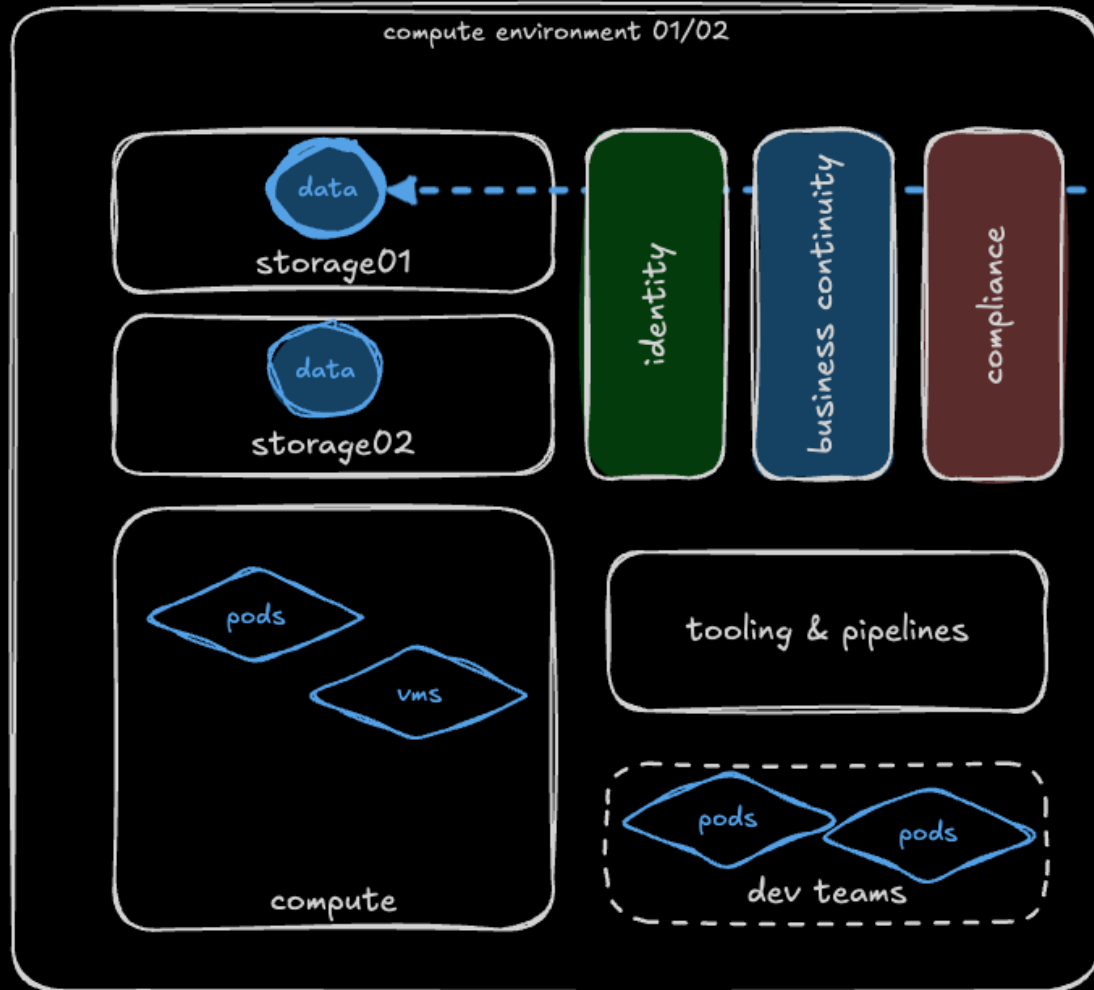 compute environment 01/02
data
storage01
data
storage02
identity
business continuity
compliance
pods
vms
compute
tooling & pipelines
pods
pods
dev teams